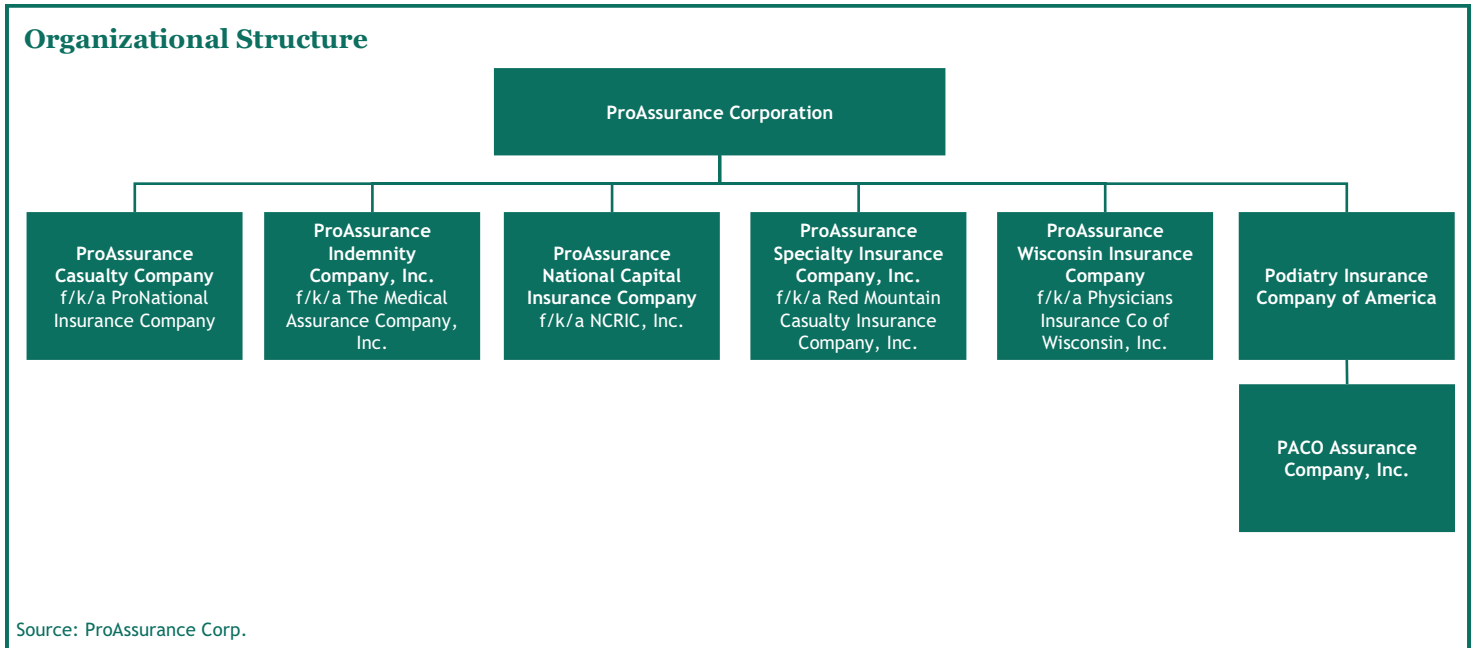 Organizational Structure
ProAssurance Corporation
ProAssurance
Casualty Company
f/k/a ProNational
Insurance Company
ProAssurance
Indemnity
Company, Inc.
f/k/a The Medical
Assurance Company,
Inc.
ProAssurance
National Capital
Insurance Company
f/k/a NCRIC, Inc.
ProAssurance
Specialty Insurance
Company, Inc.
f/k/a Red Mountain
Casualty Insurance
Company, Inc.
ProAssurance
Wisconsin Insurance
Company
f/k/a Physicians
Insurance Co of
Wisconsin, Inc.
Podiatry Insurance
Company of America
PACO Assurance
Company, Inc.
Source: ProAssurance Corp.